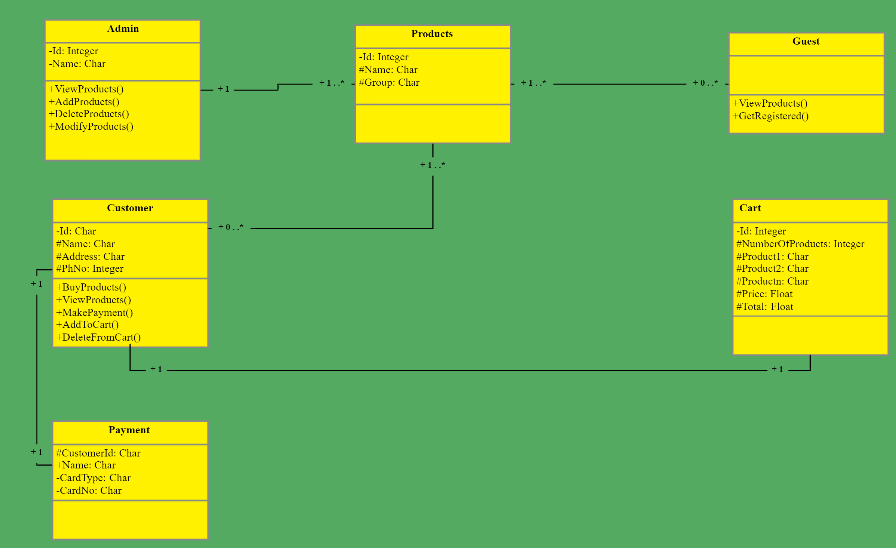 Admin
-Id: Integer
-Name: Char
+ViewProducts()
+AddProducts()
+DeleteProducts()
+ModifyProducts()
+1
+1..*
Products
-Id: Integer
#Name: Char
#Group: Char
+1..*
+0..*
Guest
+ViewProducts()
+GetRegistered()
+1..*
+0..*
Customer
-Id: Char
#Name: Char
#Address: Char
#PhNo: Integer
+BuyProducts()
+ViewProducts()
+MakePayment()
+AddToCart()
+DeleteFromCart()
Cart
-Id: Integer
#NumberOfProducts: Integer
#Product1: Char
#Product2: Char
#Productn: Char
#Price: Float
#Total: Float
+1
+1
+1
+1
Payment
#CustomerId: Char
+Name: Char
-CardType: Char
-CardNo: Char